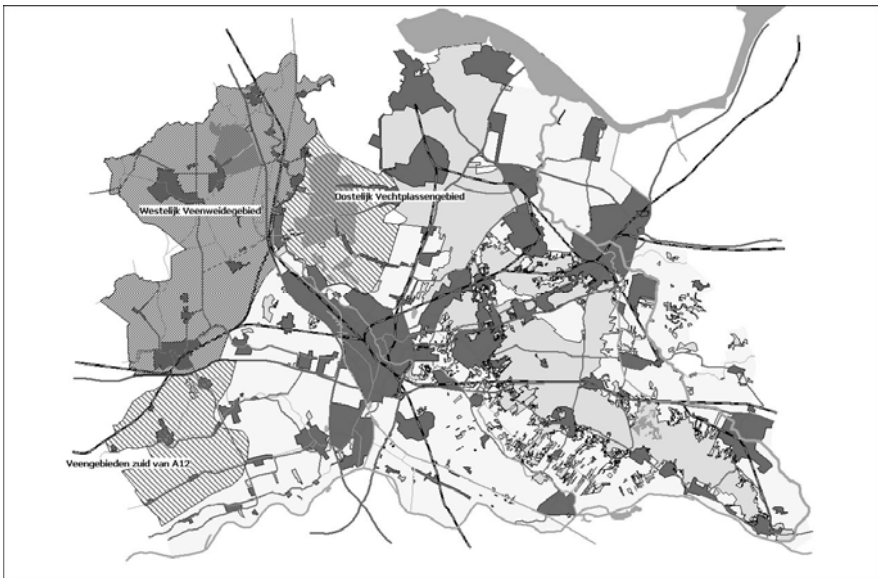 Oostelijk Vechtplassengebied
Westelijk Veenweidegebied
Veengebieden zuid van A12